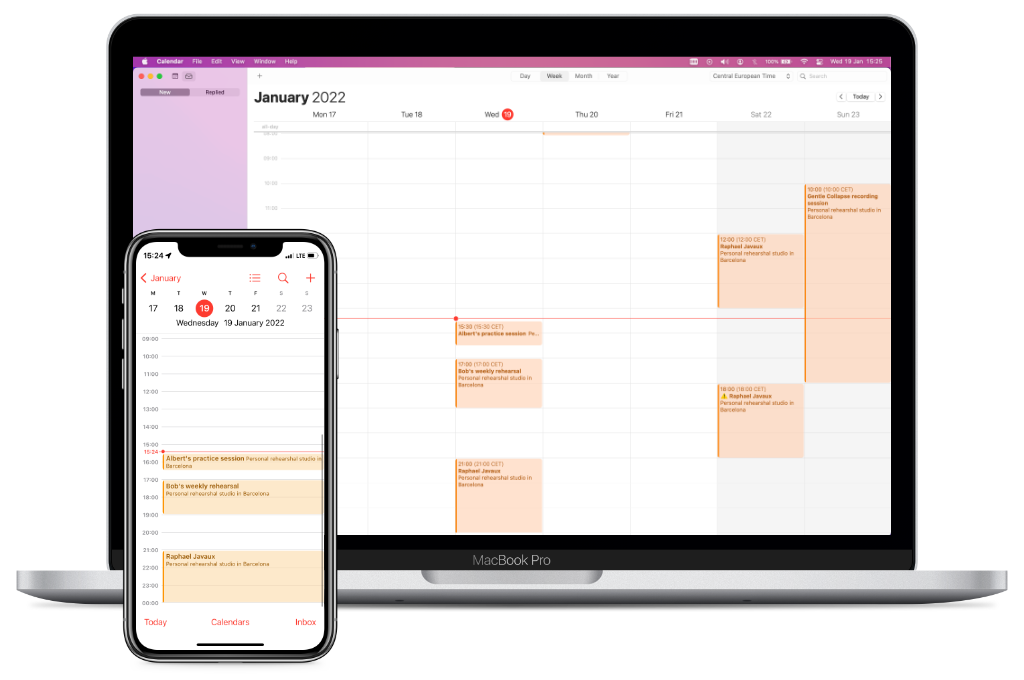 Calendar File Edit View Window Help
100% Wed 19 Jan 15:25
New Replied
+ Day Week Month Year Central European Time Search
January 2022
Today
Mon 17 Tue 18 Wed 19 Thu 20 Fri 21 Sat 22 Sun 23
all-day
09:00
10:00
11:00
10:00 (10:00 CET)
Gentle Collapse recording
session
Personal rehearshal studio in
Barcelona
12:00 (12:00 CET)
Raphael Javaux
Personal rehearshal studio in
Barcelona
15:30 (15:30 CET)
Albert's practice session Pe...
17:00 (17:00 CET)
Bob's weekly rehearsal
Personal rehearshal studio in
Barcelona
18:00 (18:00 CET)
Raphael Javaux
Personal rehearshal studio in
Barcelona
21:00 (21:00 CET)
Raphael Javaux
Personal rehearshal studio in
Barcelona
MacBook Pro
15:24 LTE
January
M T W T F S S
17 18 19 20 21 22 23
Wednesday 19 January 2022
09:00
10:00
11:00
12:00
13:00
14:00
15:00
15:24
Albert's practice session Personal rehearshal studio in
16:00
Barcelona
17:00
Bob's weekly rehearsal
Personal rehearshal studio in Barcelona
18:00
19:00
20:00
21:00
Raphael Javaux
Personal rehearshal studio in Barcelona
22:00
23:00
00:00
Today Calendars Inbox